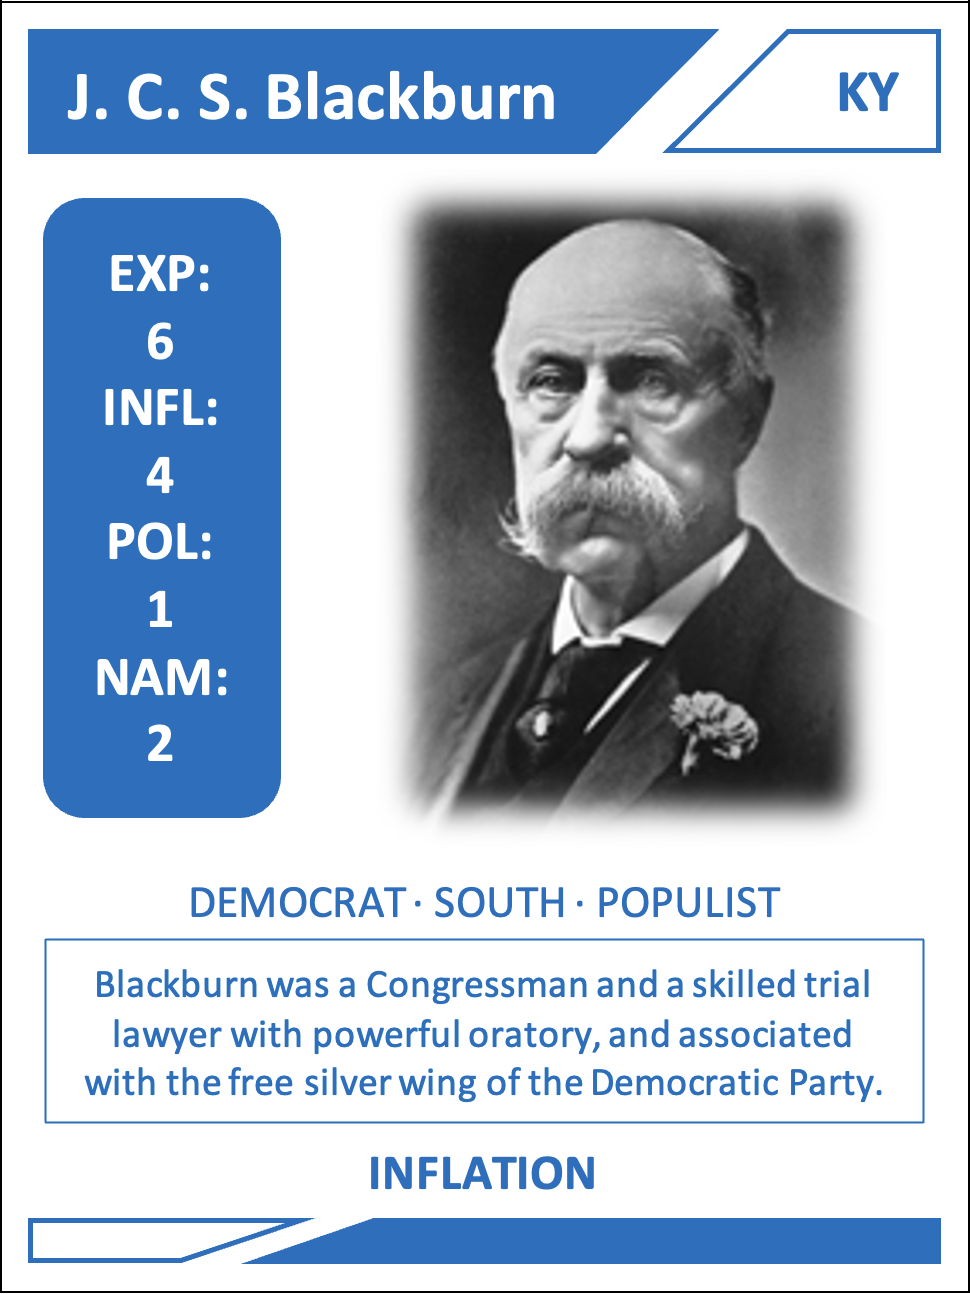 J. C. S. Blackburn
KY
EXP:
6
INFL:
4
POL:
1
NAM:
2
DEMOCRAT · SOUTH · POPULIST
Blackburn was a Congressman and a skilled trial
lawyer with powerful oratory, and associated
with the free silver wing of the Democratic Party.
INFLATION